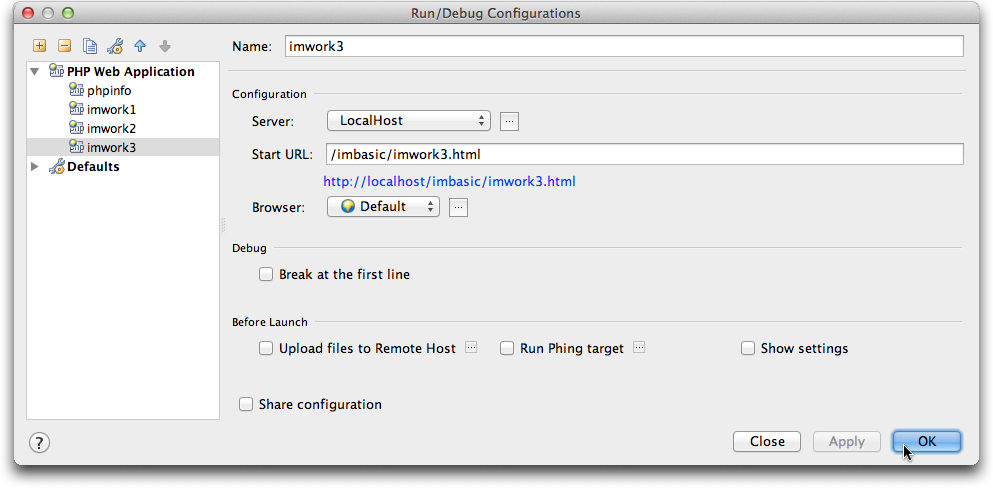 Run/Debug Configurations
Name: imwork3
PHP Web Application
phpinfo
imwork1
imwork2
imwork3
Defaults
Configuration
Server: LocalHost ...
Start URL: /imbasic/imwork3.html
http://localhost/imbasic/imwork3.html
Browser: Default ...
Debug
Break at the first line
Before Launch
Upload files to Remote Host ... Run Phing target ... Show settings
Share configuration
? Close Apply OK